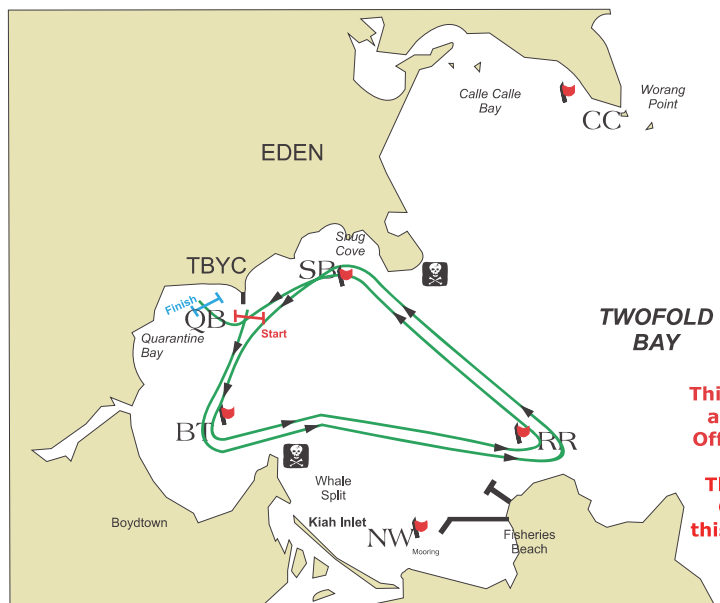 Calle Calle
Bay
Worang
Point
CC
EDEN
Snug
Cove
TBYC
SB
Finish
QB
Start
Quarantine
Bay
TWOFOLD
BAY
BT
RR
Whale
Split
Boydtown
Kiah Inlet
NW
Mooring
Fisheries
Beach